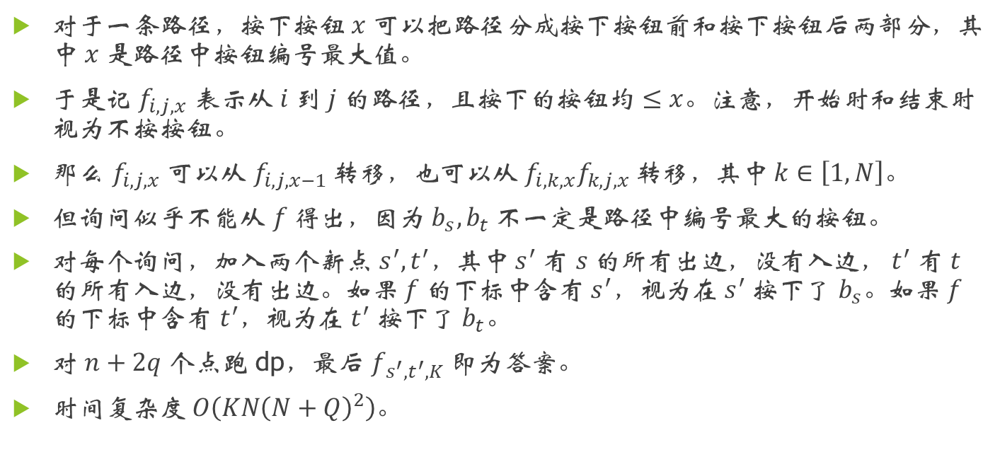 对于一条路径，按下按钮 x 可以把路径分成按下按钮前和按下按钮后两部分，其
中 x 是路径中按钮编号最大值。
于是记 f_{i,j,x} 表示从 i 到 j 的路径，且按下的按钮均 ≤ x。注意，开始时和结束时
视为不按按钮。
那么 f_{i,j,x} 可以从 f_{i,j,x−1} 转移，也可以从 f_{i,k,x}f_{k,j,x} 转移，其中 k ∈ [1, N]。
但询问似乎不能从 f 得出，因为 b_s, b_t 不一定是路径中编号最大的按钮。
对每个询问，加入两个新点 s′, t′，其中 s′ 有 s 的所有出边，没有入边，t′ 有 t
的所有入边，没有出边。如果 f 的下标中含有 s′，视为在 s′ 按下了 b_s。如果 f
的下标中含有 t′，视为在 t′ 按下了 b_t。
对 n + 2q 个点跑 dp，最后 f_{s′,t′,K} 即为答案。
时间复杂度 O(KN(N + Q)²)。